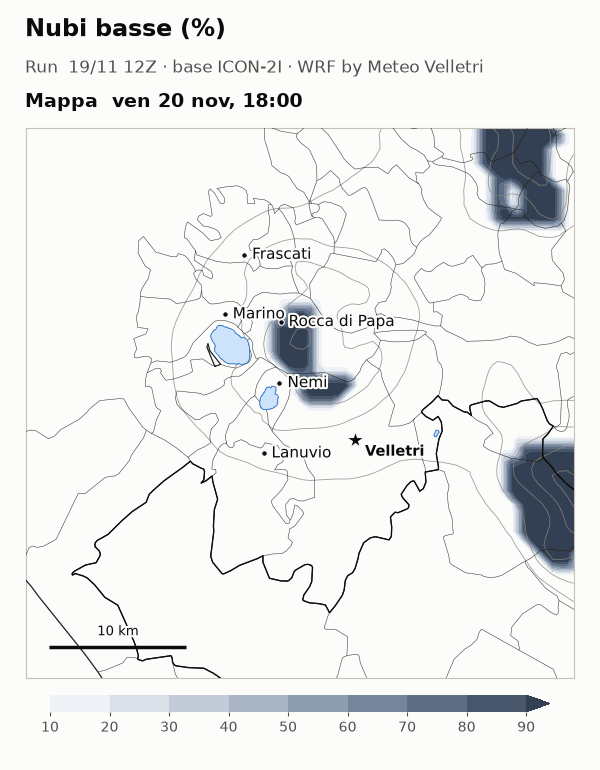 Nubi basse (%)
Run  19/11 12Z · base ICON-2I · WRF by Meteo Velletri
Mappa  ven 20 nov, 18:00
Frascati
Marino
Rocca di Papa
Nemi
Velletri
Lanuvio
10 km
10 20 30 40 50 60 70 80 90